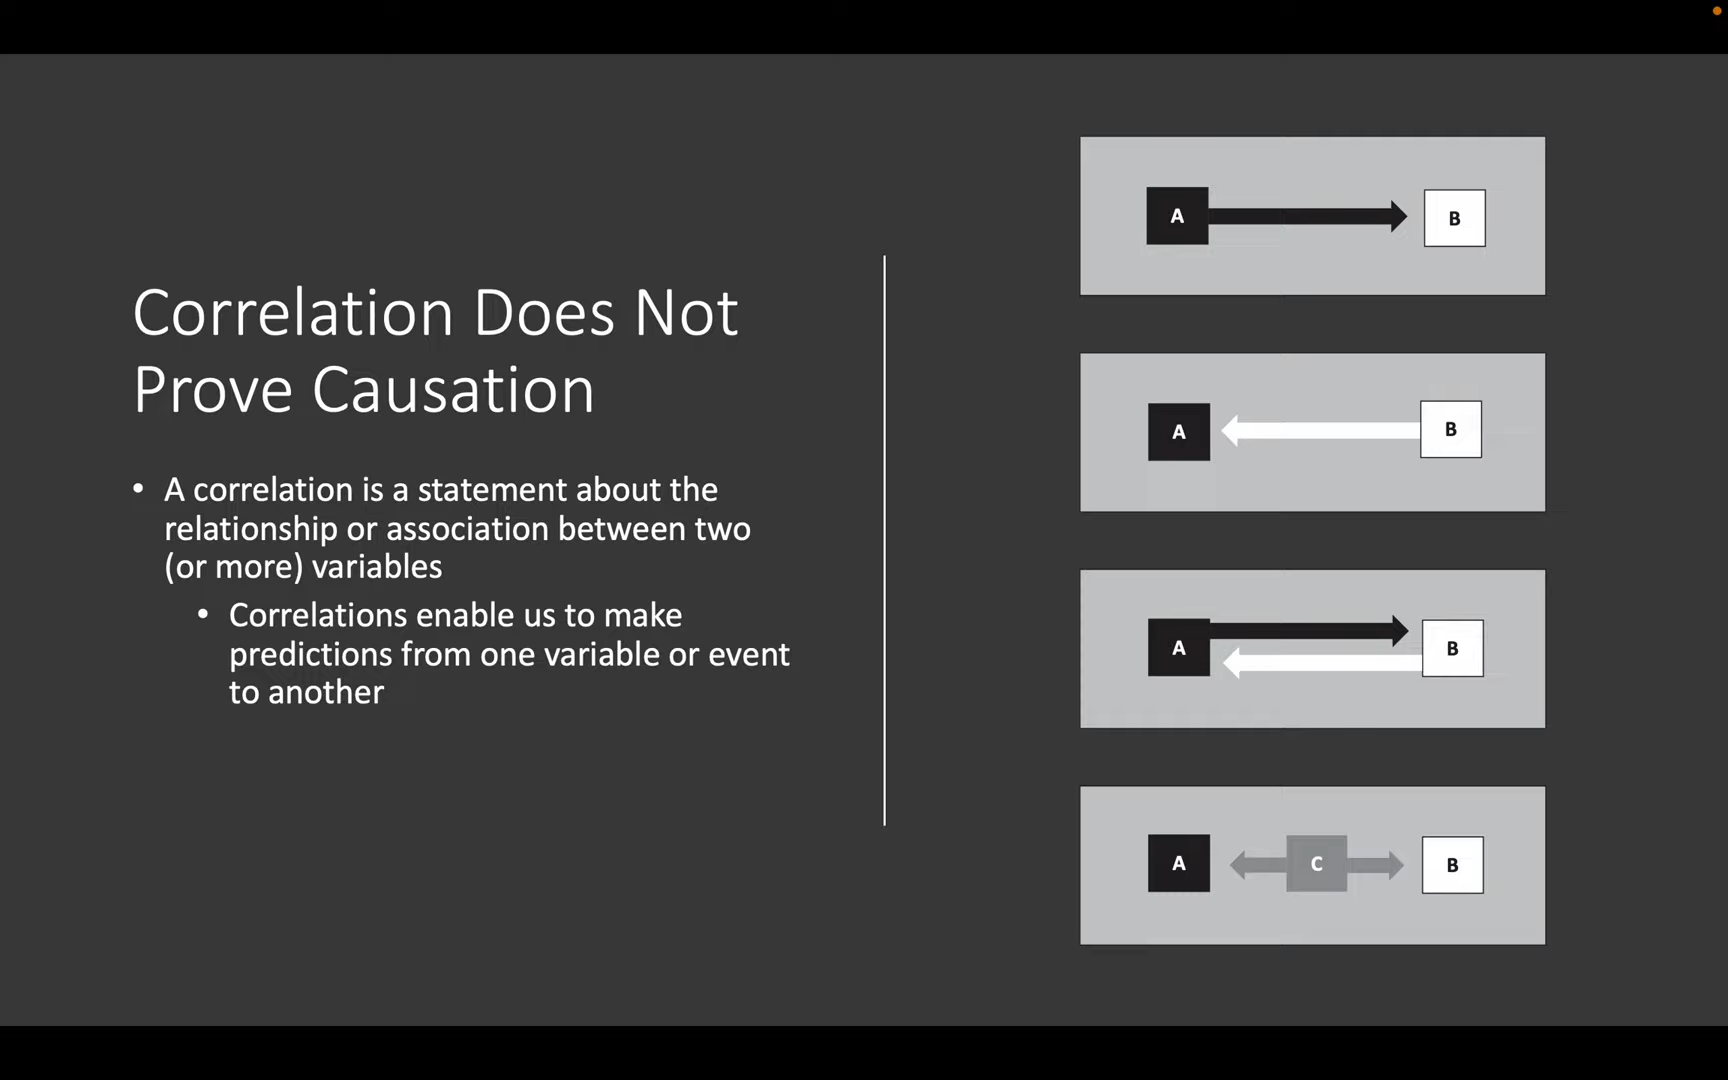 Correlation Does Not
Prove Causation
• A correlation is a statement about the
relationship or association between two
(or more) variables
• Correlations enable us to make
predictions from one variable or event
to another
A B
A B
A B
A C B